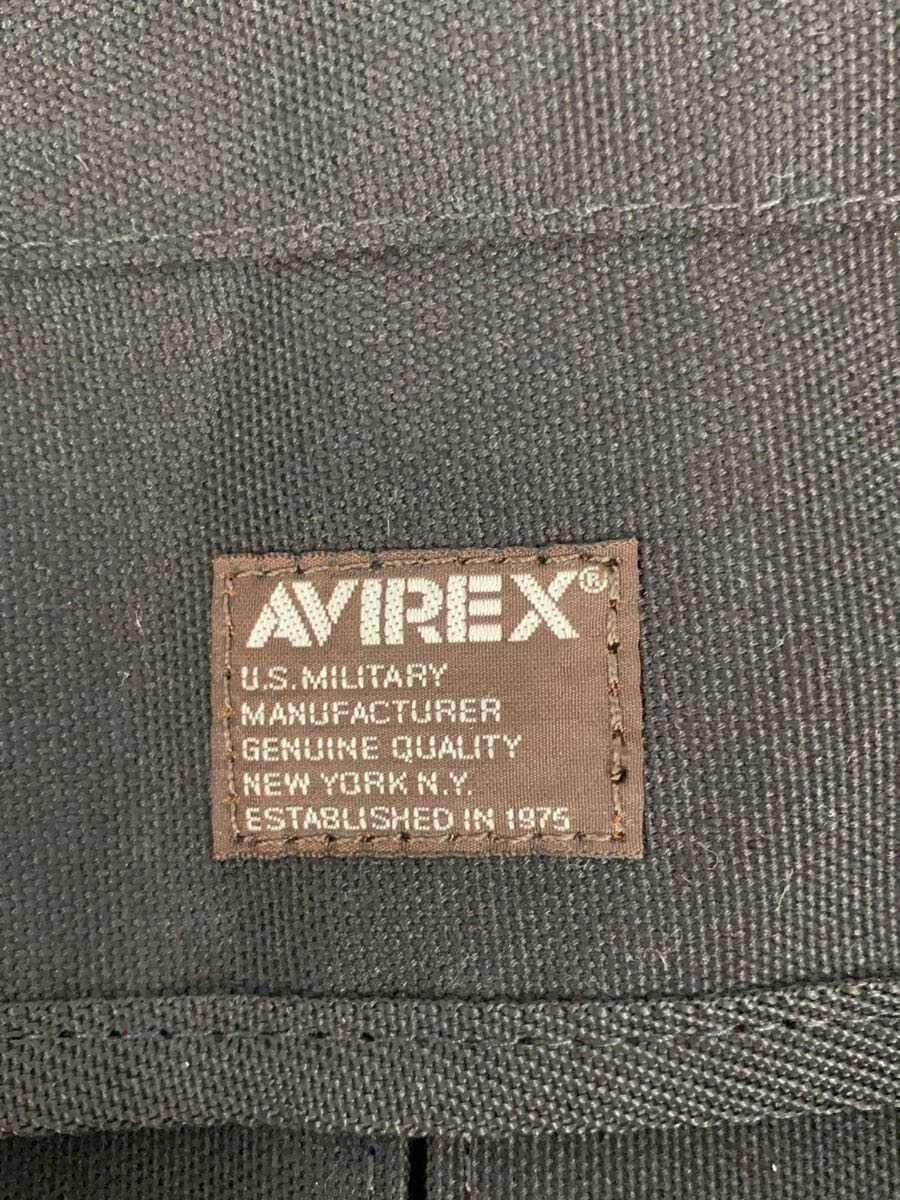 AVIREX®
U.S. MILITARY
MANUFACTURER
GENUINE QUALITY
NEW YORK N.Y.
ESTABLISHED IN 1975